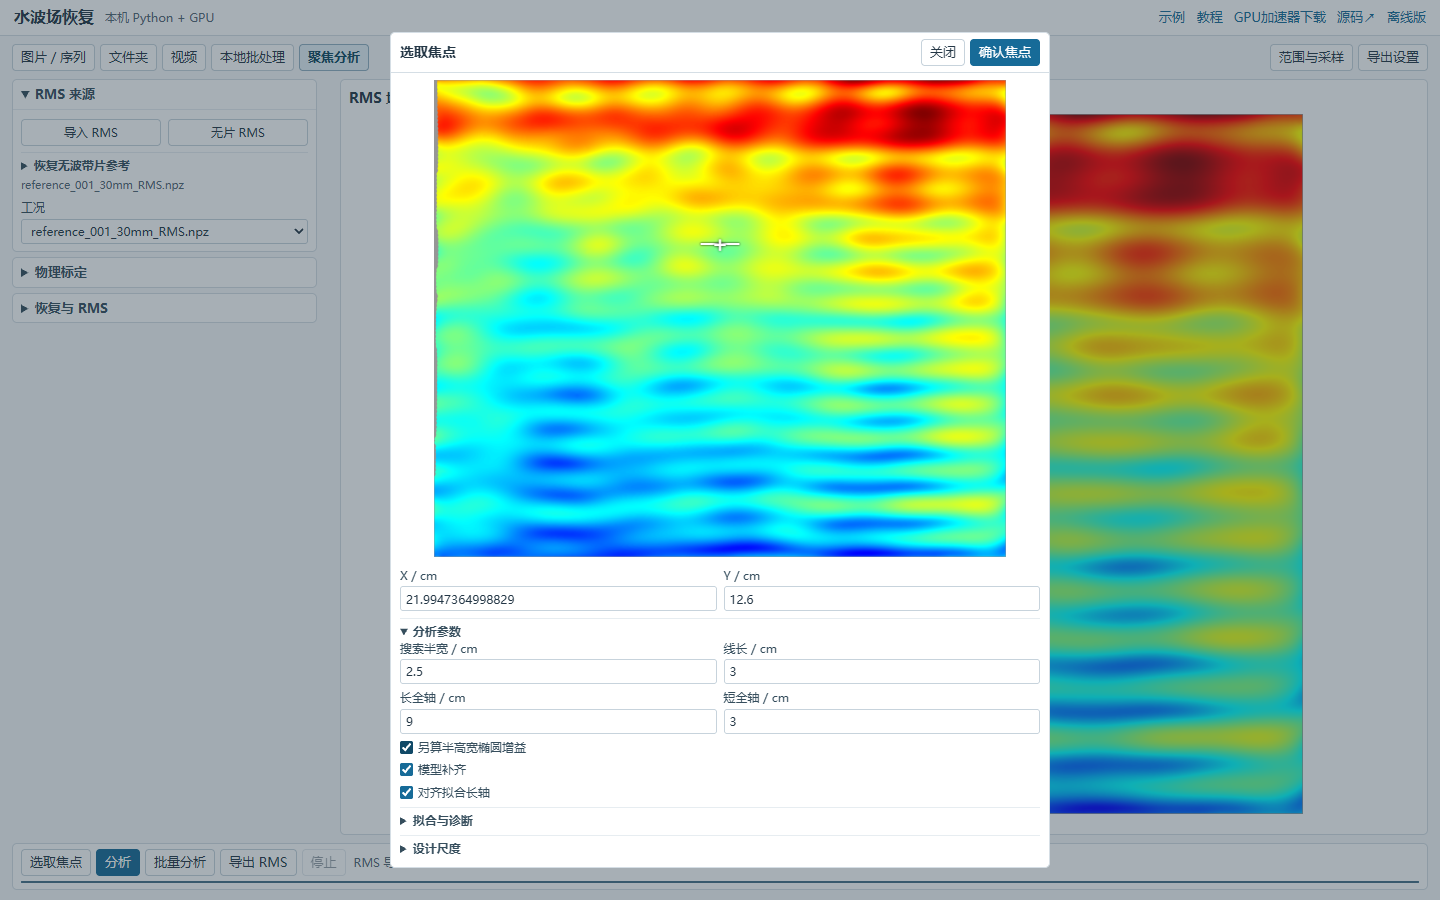 水波场恢复 本机 Python + GPU
示例 教程 GPU加速器下载 源码↗ 离线版
图片 / 序列 文件夹 视频 本地批处理 聚焦分析
范围与采样 导出设置
▼ RMS 来源
导入 RMS 无片 RMS
▶ 恢复无波带片参考
reference_001_30mm_RMS.npz
工况
reference_001_30mm_RMS.npz
▶ 物理标定
▶ 恢复与 RMS
RMS
选取焦点 关闭 确认焦点
X / cm Y / cm
21.9947364998829 12.6
▼ 分析参数
搜索半宽 / cm 线长 / cm
2.5 3
长全轴 / cm 短全轴 / cm
9 3
另算半高宽椭圆增益
模型补齐
对齐拟合长轴
▶ 拟合与诊断
▶ 设计尺度
选取焦点 分析 批量分析 导出 RMS 停止 RMS